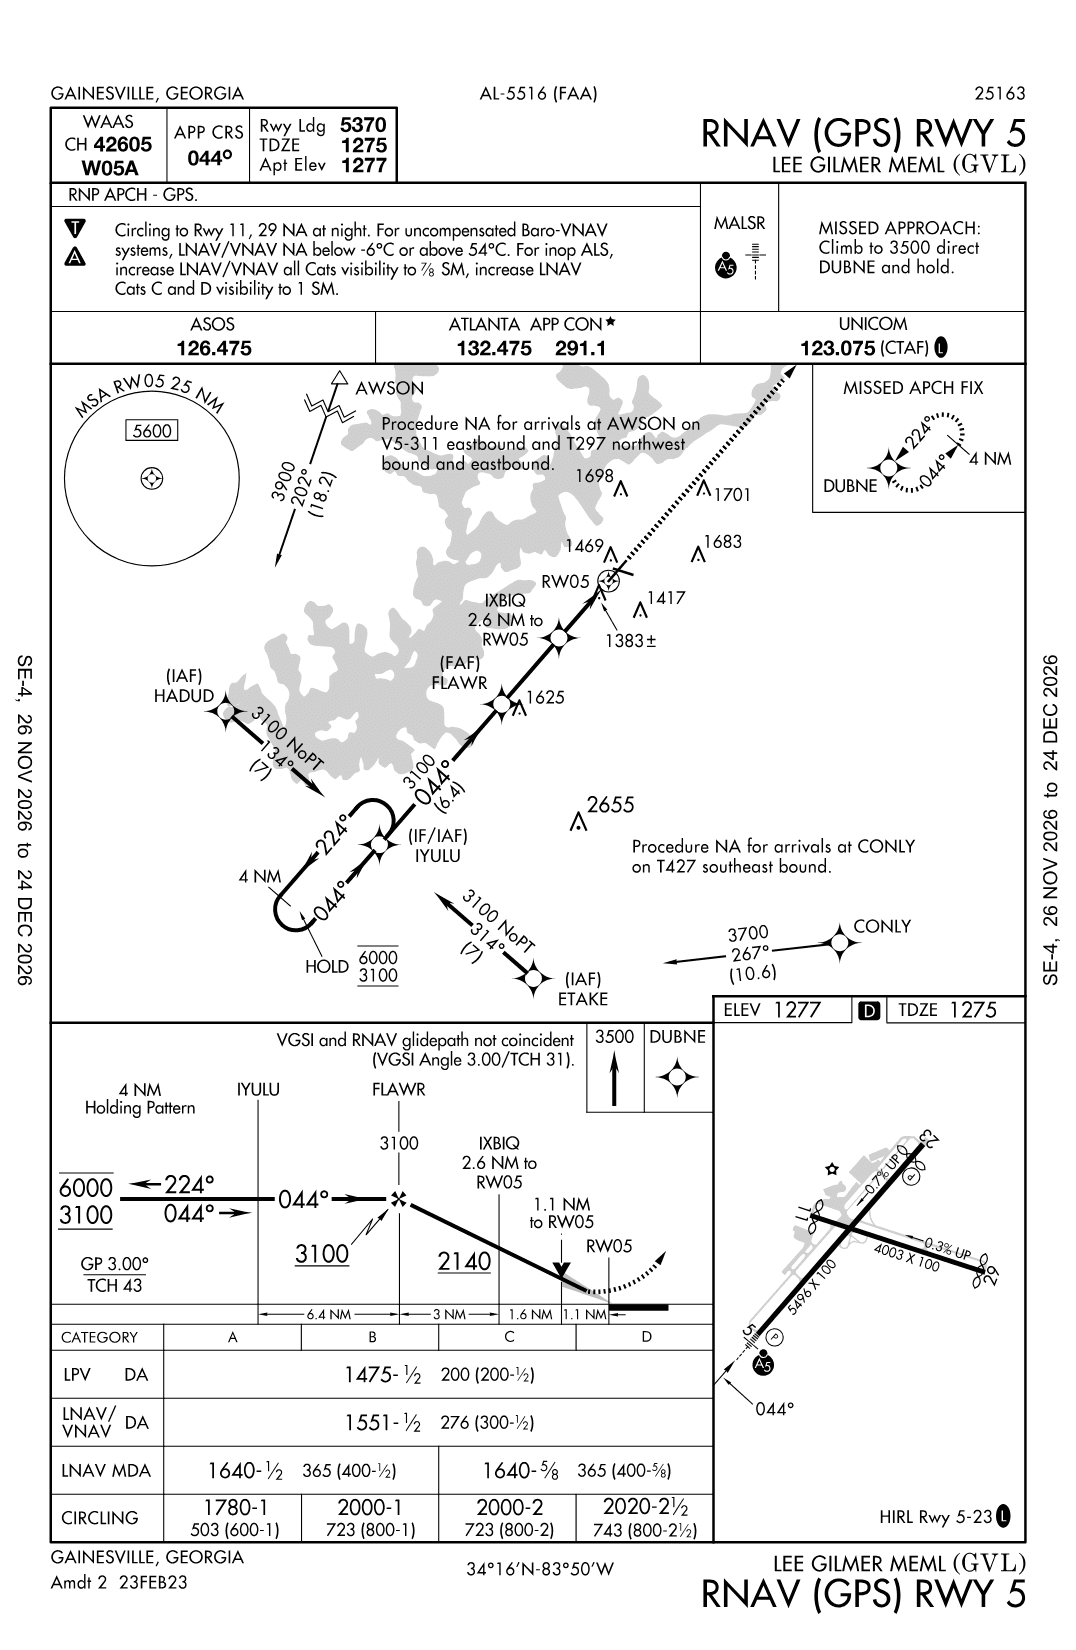 GAINESVILLE, GEORGIA
AL-5516 (FAA)
25163
WAAS
CH 42605
W05A
APP CRS
044°
Rwy Ldg 5370
TDZE 1275
Apt Elev 1277
RNAV (GPS) RWY 5
LEE GILMER MEML (GVL)
RNP APCH - GPS.
T
A
Circling to Rwy 11, 29 NA at night. For uncompensated Baro-VNAV
systems, LNAV/VNAV NA below -6°C or above 54°C. For inop ALS,
increase LNAV/VNAV all Cats visibility to ⅞ SM, increase LNAV
Cats C and D visibility to 1 SM.
MALSR
A5
MISSED APPROACH:
Climb to 3500 direct
DUBNE and hold.
ASOS
126.475
ATLANTA APP CON★
132.475 291.1
UNICOM
123.075 (CTAF) L
MSA RW05 25 NM
5600
AWSON
3900
202°
(18.2)
Procedure NA for arrivals at AWSON on
V5-311 eastbound and T297 northwest
bound and eastbound.
MISSED APCH FIX
224°
044°
4 NM
DUBNE
1698
1701
1469
1683
RW05
1417
1383±
IXBIQ
2.6 NM to
RW05
(FAF)
FLAWR
1625
(IAF)
HADUD
3100 NoPT
134°
(7)
3100
044°
(6.4)
2655
224°
(IF/IAF)
IYULU
4 NM
044°
HOLD
6000
3100
Procedure NA for arrivals at CONLY
on T427 southeast bound.
3100 NoPT
314°
(7)
(IAF)
ETAKE
CONLY
3700
267°
(10.6)
SE-4, 26 NOV 2026 to 24 DEC 2026
SE-4, 26 NOV 2026 to 24 DEC 2026
ELEV 1277
D
TDZE 1275
VGSI and RNAV glidepath not coincident
(VGSI Angle 3.00/TCH 31).
3500
DUBNE
4 NM
Holding Pattern
IYULU
FLAWR
3100
IXBIQ
2.6 NM to
RW05
1.1 NM
to RW05
RW05
6000
3100
224°
044°
044°
3100
2140
GP 3.00°
TCH 43
6.4 NM
3 NM
1.6 NM
1.1 NM
23
P
0.7% UP
11
0.3% UP
4003 X 100
29
5496 X 100
5
P
A5
044°
HIRL Rwy 5-23 L
CATEGORY A B C D
LPV DA 1475-½ 200 (200-½)
LNAV/
VNAV DA 1551-½ 276 (300-½)
LNAV MDA 1640-½ 365 (400-½) 1640-⅝ 365 (400-⅝)
CIRCLING
1780-1
503 (600-1)
2000-1
723 (800-1)
2000-2
723 (800-2)
2020-2½
743 (800-2½)
GAINESVILLE, GEORGIA
Amdt 2 23FEB23
34°16'N-83°50'W
LEE GILMER MEML (GVL)
RNAV (GPS) RWY 5